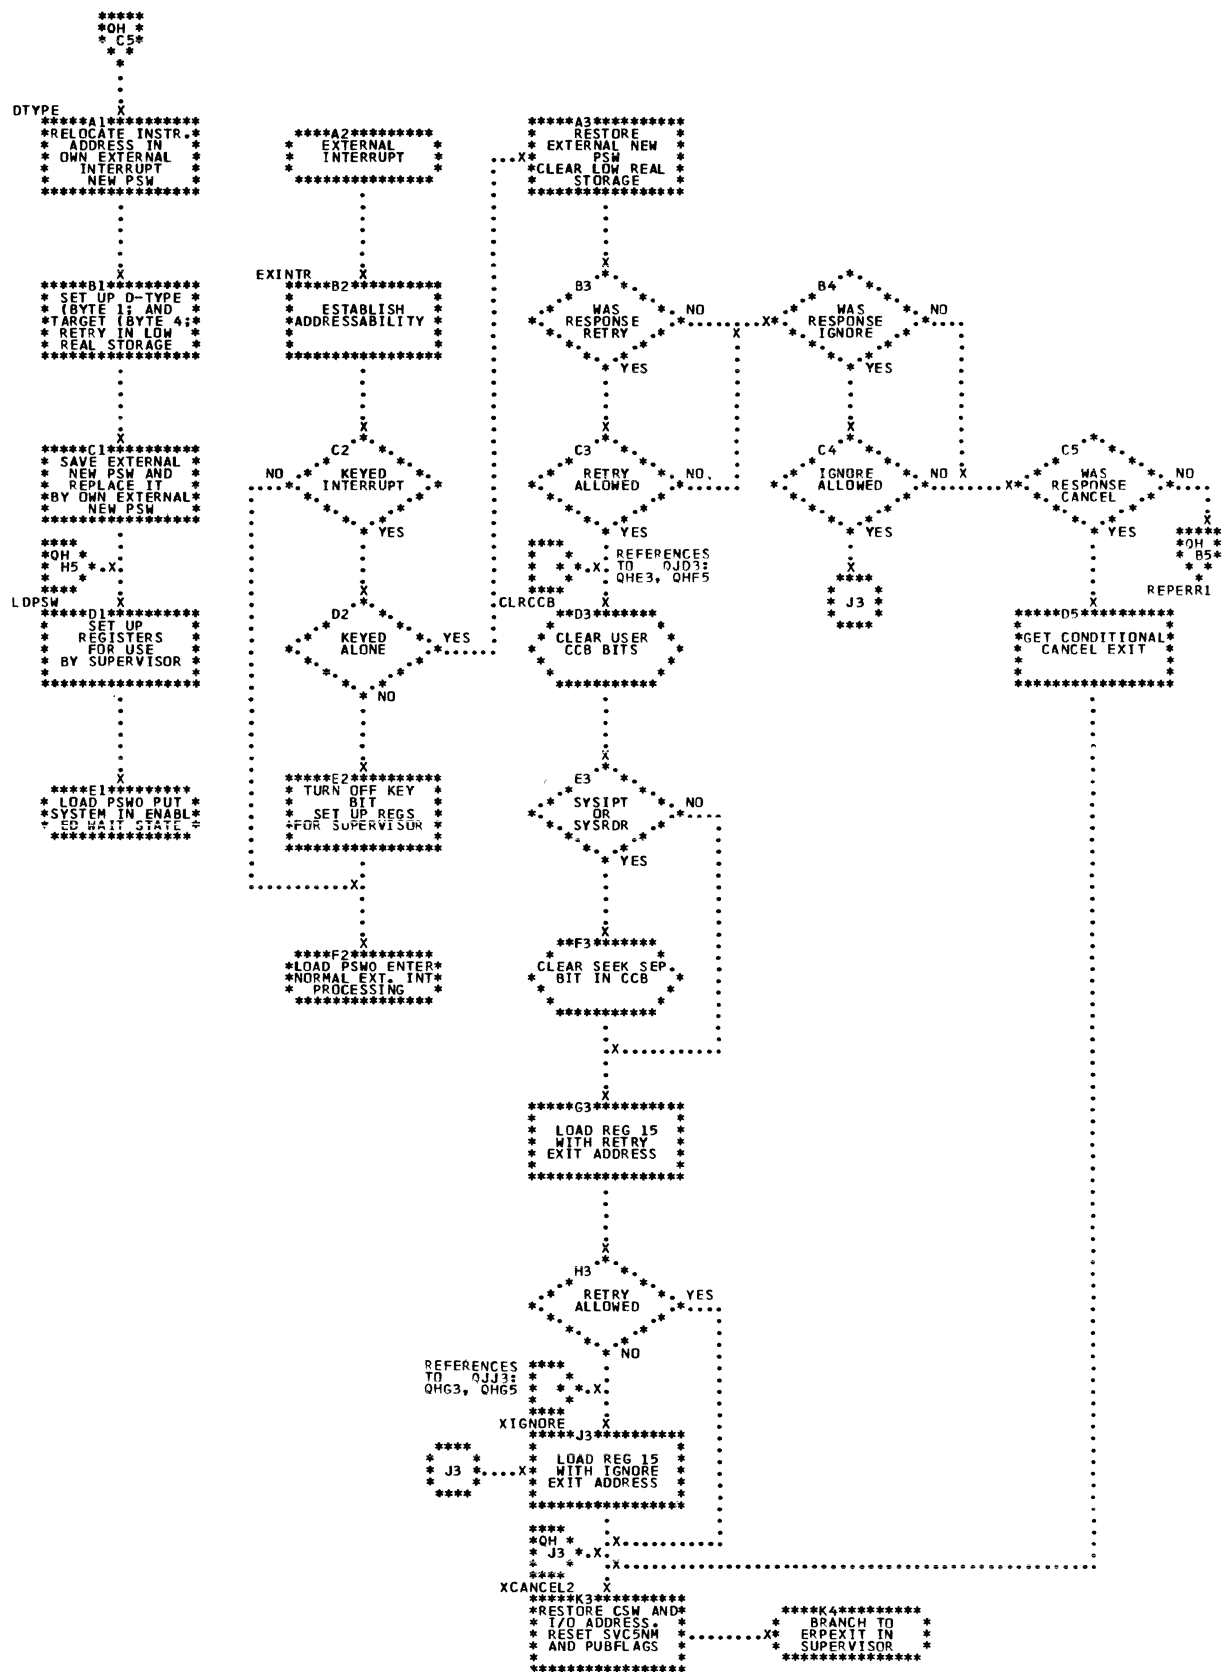 QH
C5
DTYPE
A1
RELOCATE INSTR.
ADDRESS IN
OWN EXTERNAL
INTERRUPT
NEW PSW
B1
SET UP D-TYPE
(BYTE 1; AND
TARGET (BYTE 4;
RETRY IN LOW
REAL STORAGE
C1
SAVE EXTERNAL
NEW PSW AND
REPLACE IT
BY OWN EXTERNAL
NEW PSW
QH
H5
LDPSW
D1
SET UP
REGISTERS
FOR USE
BY SUPERVISOR
E1
LOAD PSW0 PUT
SYSTEM IN ENABL
ED WAIT STATE
A2
EXTERNAL
INTERRUPT
EXINTR
B2
ESTABLISH
ADDRESSABILITY
C2
NO
KEYED
INTERRUPT
YES
D2
KEYED
ALONE
YES
NO
E2
TURN OFF KEY
BIT
SET UP REGS
FOR SUPERVISOR
F2
LOAD PSW0 ENTER
NORMAL EXT. INT
PROCESSING
A3
RESTORE
EXTERNAL NEW
PSW
CLEAR LOW REAL
STORAGE
B3
WAS
RESPONSE
RETRY
NO
YES
C3
RETRY
ALLOWED
NO
YES
REFERENCES
TO QJD3:
QHE3, QHF5
CLRCCB
D3
CLEAR USER
CCB BITS
E3
SYSIPT
OR
SYSRDR
NO
YES
F3
CLEAR SEEK SEP
BIT IN CCB
G3
LOAD REG 15
WITH RETRY
EXIT ADDRESS
H3
RETRY
ALLOWED
YES
NO
REFERENCES
TO QJJ3:
QHG3, QHG5
XIGNORE
J3
LOAD REG 15
WITH IGNORE
EXIT ADDRESS
J3
QH
J3
XCANCEL2
K3
RESTORE CSW AND
I/O ADDRESS.
RESET SVC5NM
AND PUBFLAGS
K4
BRANCH TO
ERPEXIT IN
SUPERVISOR
B4
WAS
RESPONSE
IGNORE
NO
YES
C4
IGNORE
ALLOWED
NO
YES
J3
C5
WAS
RESPONSE
CANCEL
NO
YES
QH
B5
REPERR1
D5
GET CONDITIONAL
CANCEL EXIT